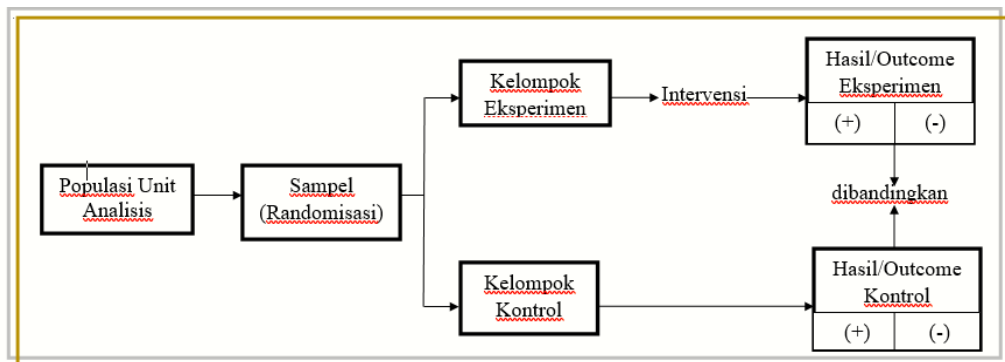 Populasi Unit
Analisis
Sampel
(Randomisasi)
Kelompok
Eksperimen
Intervensi
Hasil/Outcome
Eksperimen
(+) (-)
dibandingkan
Kelompok
Kontrol
Hasil/Outcome
Kontrol
(+) (-)